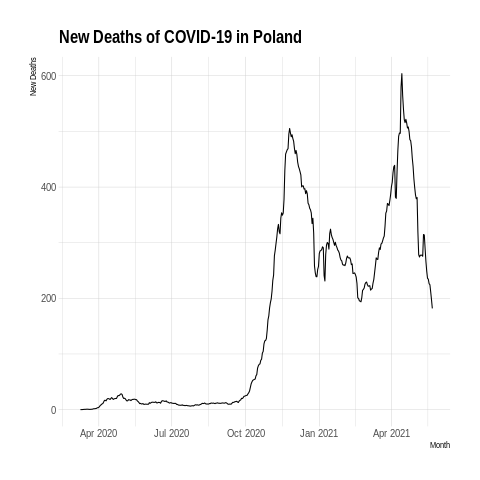 New Deaths of COVID-19 in Poland
New Deaths
600
400
200
0
Apr 2020 Jul 2020 Oct 2020 Jan 2021 Apr 2021
Month